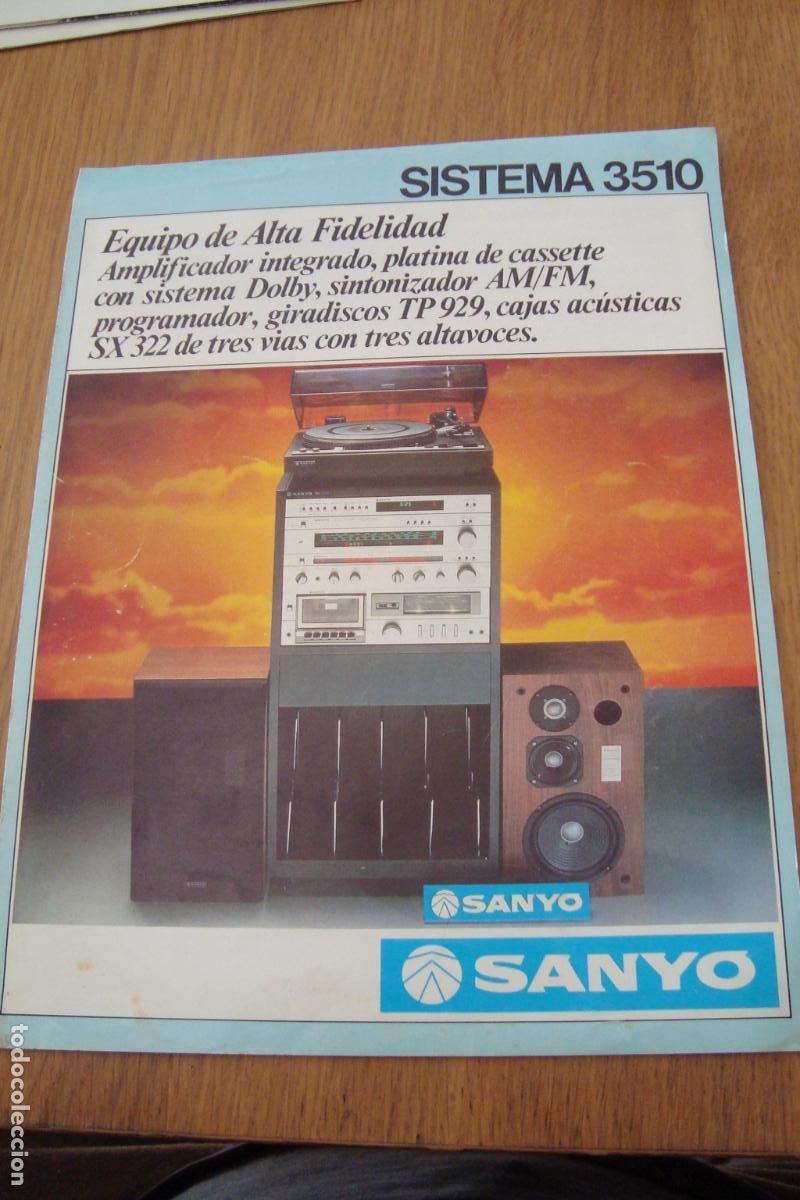 SISTEMA 3510
Equipo de Alta Fidelidad
Amplificador integrado, platina de cassette
con sistema Dolby, sintonizador AM/FM,
programador, giradiscos TP 929, cajas acústicas
SX 322 de tres vias con tres altavoces.
SANYO
SANYO
SANYO
todocoleccion